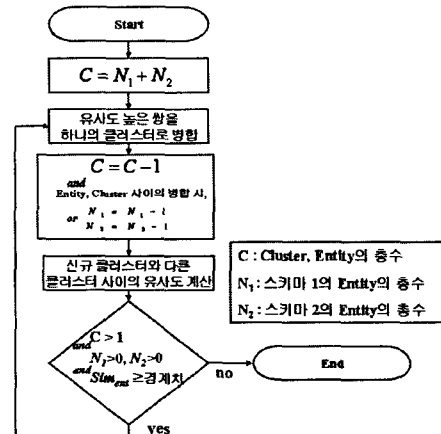 Start
C = N₁ + N₂
유사도 높은 쌍을
하나의 클러스터로 병합
C = C − 1
and
Entity, Cluster 사이의 병합 시,
N₁ = N₁ − 1
or
N₂ = N₂ − 1
신규 클러스터와 다른
클러스터 사이의 유사도 계산
C : Cluster, Entity의 총수
N₁ : 스키마 1의 Entity의 총수
N₂ : 스키마 2의 Entity의 총수
C > 1
and
N₁>0, N₂>0
and
Sim_ent ≥경계치
no
End
yes